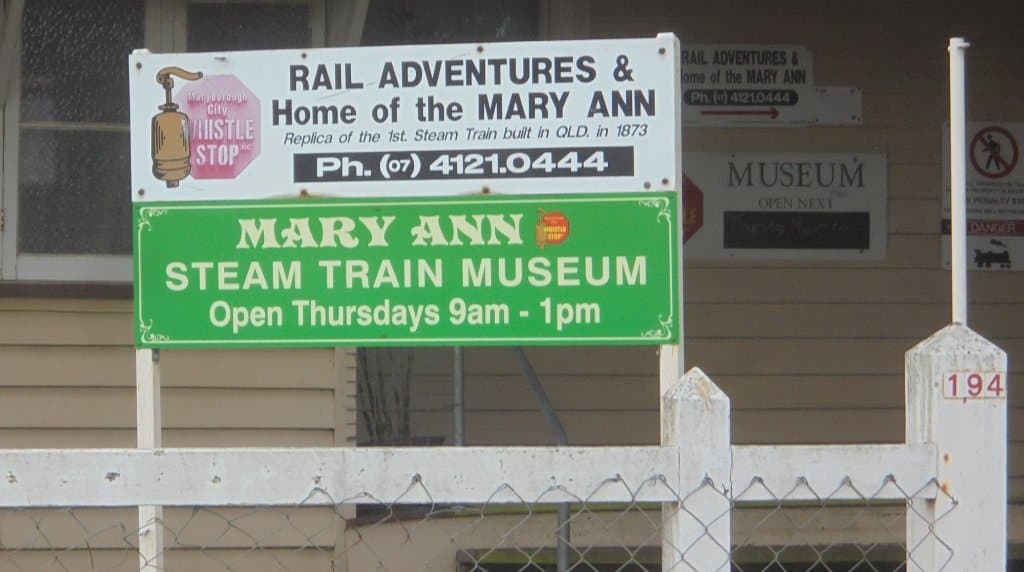 RAIL ADVENTURES &
Home of the MARY ANN
Replica of the 1st. Steam Train built in QLD. in 1873
Ph. (07) 4121.0444
Maryborough
City
WHISTLE
STOP
MARY ANN
WHISTLE
STOP
STEAM TRAIN MUSEUM
Open Thursdays 9am - 1pm
RAIL ADVENTURES &
ome of the MARY ANN
Ph. (07) 4121.0444
MUSEUM
OPEN NEXT
PENALTY
DANGER
194